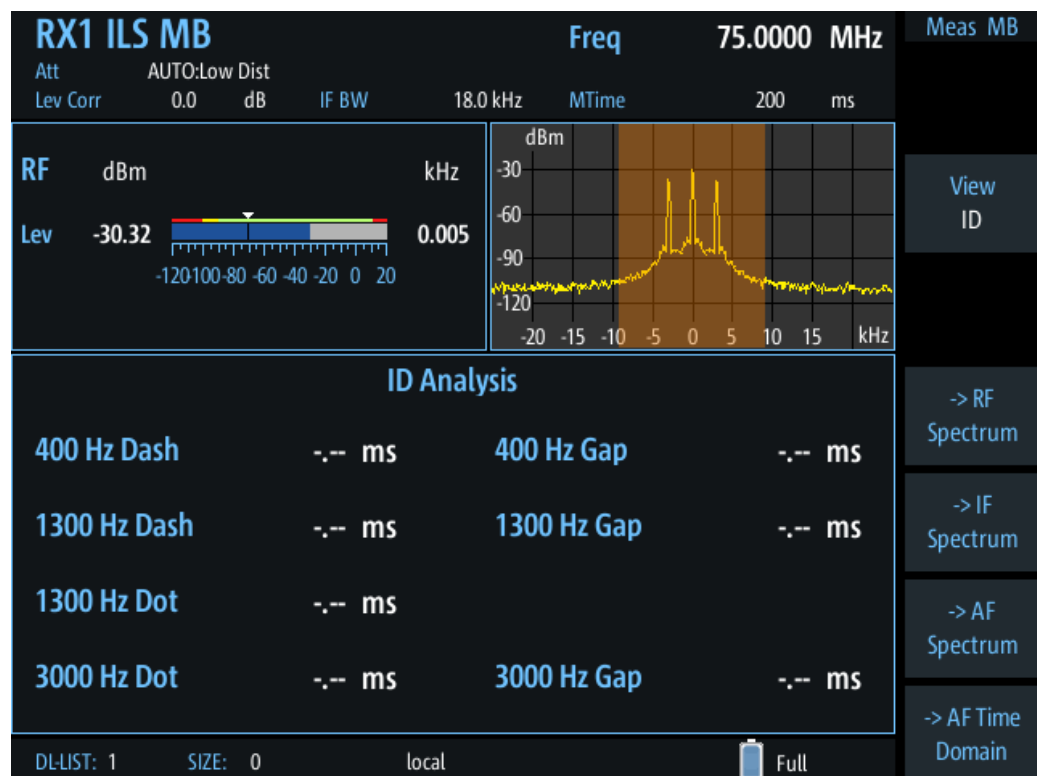 RX1 ILS MB Freq 75.0000 MHz Meas MB
Att AUTO:Low Dist
Lev Corr 0.0 dB IF BW 18.0 kHz MTime 200 ms
RF dBm kHz
Lev -30.32 0.005
-120-100-80 -60 -40 -20 0 20
dBm
-30
-60
-90
-120
-20 -15 -10 -5 0 5 10 15 kHz
View
ID
ID Analysis
400 Hz Dash -.-- ms 400 Hz Gap -.-- ms
1300 Hz Dash -.-- ms 1300 Hz Gap -.-- ms
1300 Hz Dot -.-- ms
3000 Hz Dot -.-- ms 3000 Hz Gap -.-- ms
-> RF
Spectrum
-> IF
Spectrum
-> AF
Spectrum
-> AF Time
Domain
DL-LIST: 1 SIZE: 0 local Full